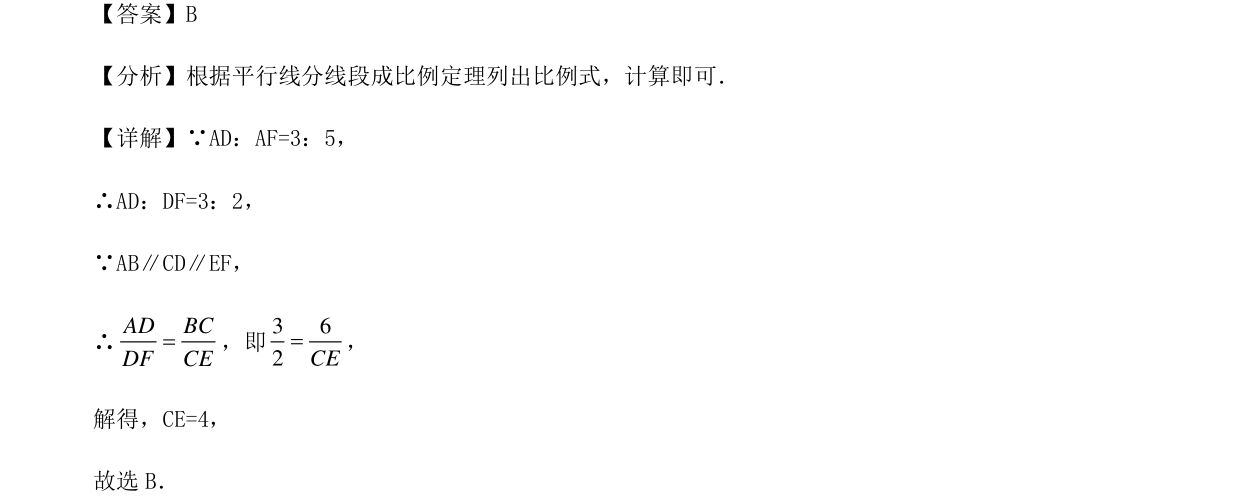 【答案】B
【分析】根据平行线分线段成比例定理列出比例式，计算即可．
【详解】∵AD：AF=3：5，
∴AD：DF=3：2，
∵AB∥CD∥EF，
∴AD/DF=BC/CE，即3/2=6/CE，
解得，CE=4，
故选 B．